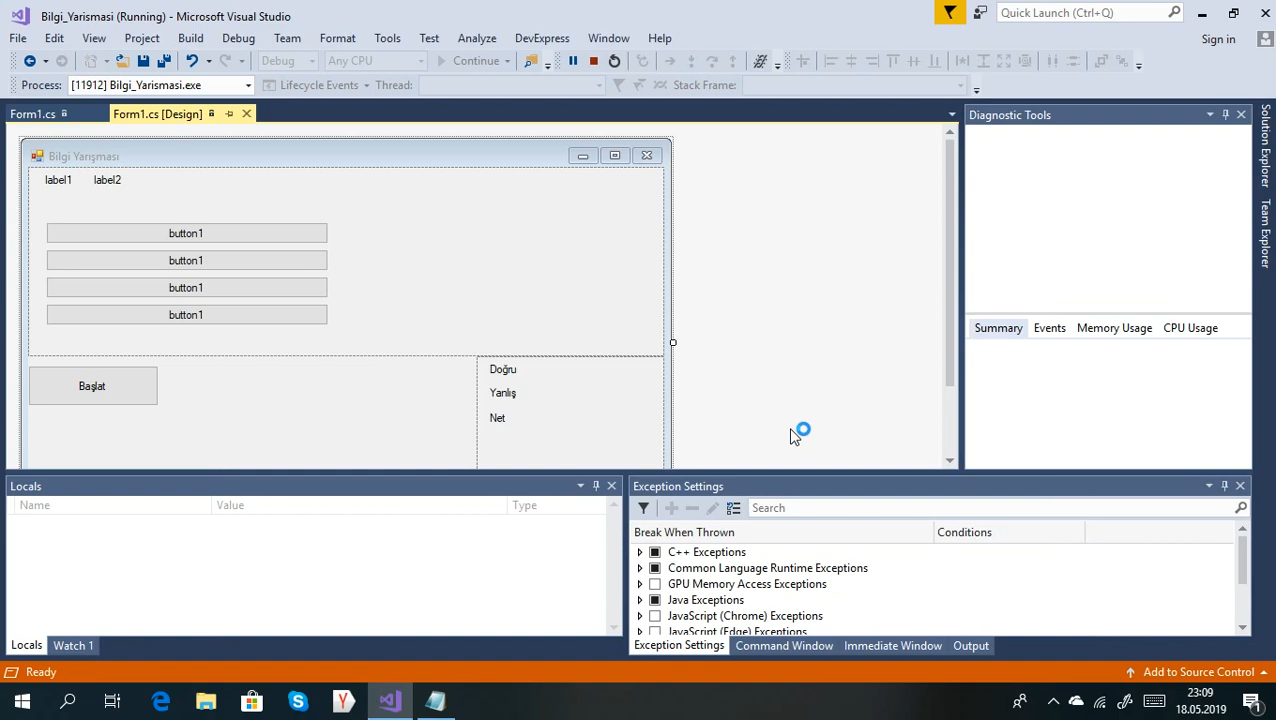 Bilgi_Yarismasi (Running) - Microsoft Visual Studio
Quick Launch (Ctrl+Q)
File Edit View Project Build Debug Team Format Tools Test Analyze DevExpress Window Help
Sign in
Debug Any CPU Continue
Process: [11912] Bilgi_Yarismasi.exe Lifecycle Events Thread: Stack Frame:
Form1.cs Form1.cs [Design]
Diagnostic Tools
Solution Explorer
Team Explorer
Bilgi Yarışması
label1 label2
button1
button1
button1
button1
Başlat
Doğru
Yanlış
Net
Summary Events Memory Usage CPU Usage
Locals
Name Value Type
Locals Watch 1
Exception Settings
Search
Break When Thrown Conditions
C++ Exceptions
Common Language Runtime Exceptions
GPU Memory Access Exceptions
Java Exceptions
JavaScript (Chrome) Exceptions
JavaScript (Edge) Exceptions
Exception Settings Command Window Immediate Window Output
Ready
Add to Source Control
23:09
18.05.2019
1